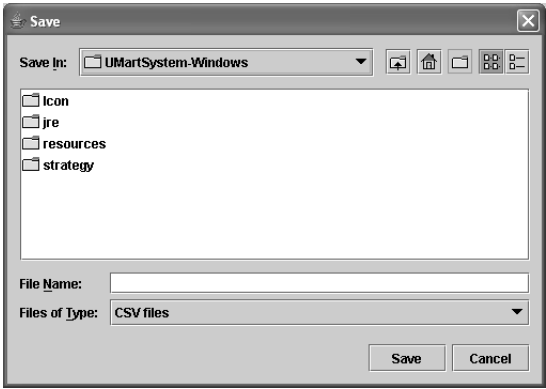 Save
Save In: UMartSystem-Windows
Icon
jre
resources
strategy
File Name:
Files of Type: CSV files
Save Cancel